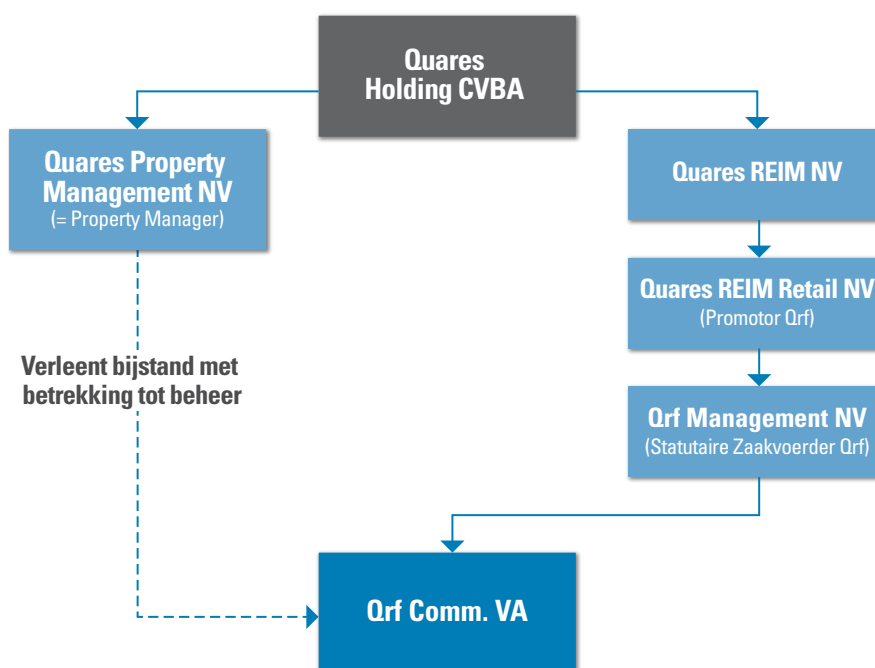 Quares
Holding CVBA
Quares Property
Management NV
(= Property Manager)
Quares REIM NV
Quares REIM Retail NV
(Promotor Qrf)
Verleent bijstand met
betrekking tot beheer
Qrf Management NV
(Statutaire Zaakvoerder Qrf)
Qrf Comm. VA